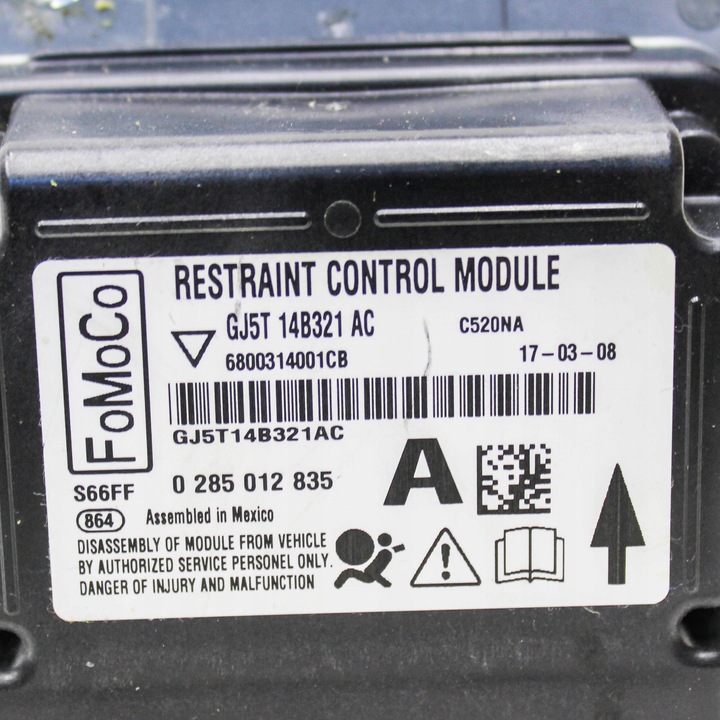 FoMoCo
RESTRAINT CONTROL MODULE
GJ5T 14B321 AC
C520NA
6800314001CB
17-03-08
GJ5T14B321AC
S66FF
0 285 012 835
A
864
Assembled in Mexico
DISASSEMBLY OF MODULE FROM VEHICLE
BY AUTHORIZED SERVICE PERSONEL ONLY.
DANGER OF INJURY AND MALFUNCTION